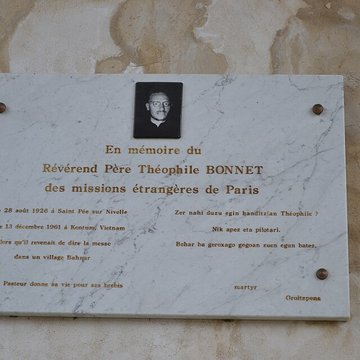 En mémoire du
Révérend Père Théophile BONNET
des missions étrangères de Paris
28 août 1926 à Saint Pée sur Nivelle
13 décembre 1961 à Kontum, Vietnam
alors qu'il revenait de dire la messe
dans un village Bahnar
Pasteur donne sa vie pour ses brebis
Zer nahi duzu egin handitzian Théophile ?
Nik apez eta pilotari.
Bohar ba geroxago gogoan zuen egun batez.
martyr
Oroitzpena